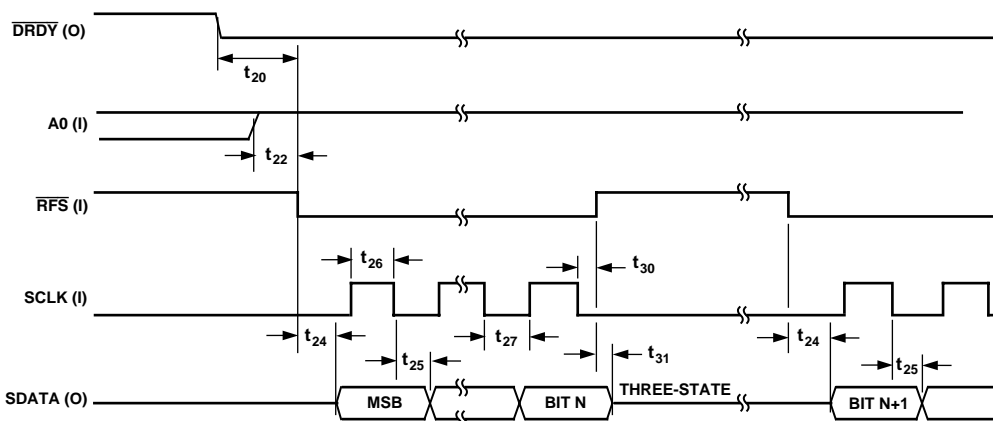 DRDY (O)
t20
A0 (I)
t22
RFS (I)
t26
t30
SCLK (I)
t24
t27
t24
t25
t31
t25
SDATA (O)
MSB
BIT N
THREE-STATE
BIT N+1